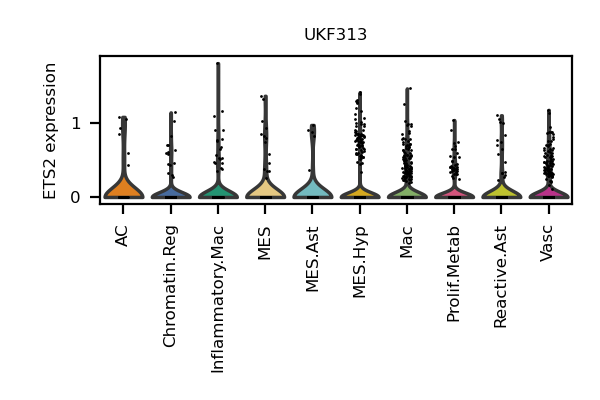 UKF313
ETS2 expression
1
0
AC
Chromatin.Reg
Inflammatory.Mac
MES
MES.Ast
MES.Hyp
Mac
Prolif.Metab
Reactive.Ast
Vasc